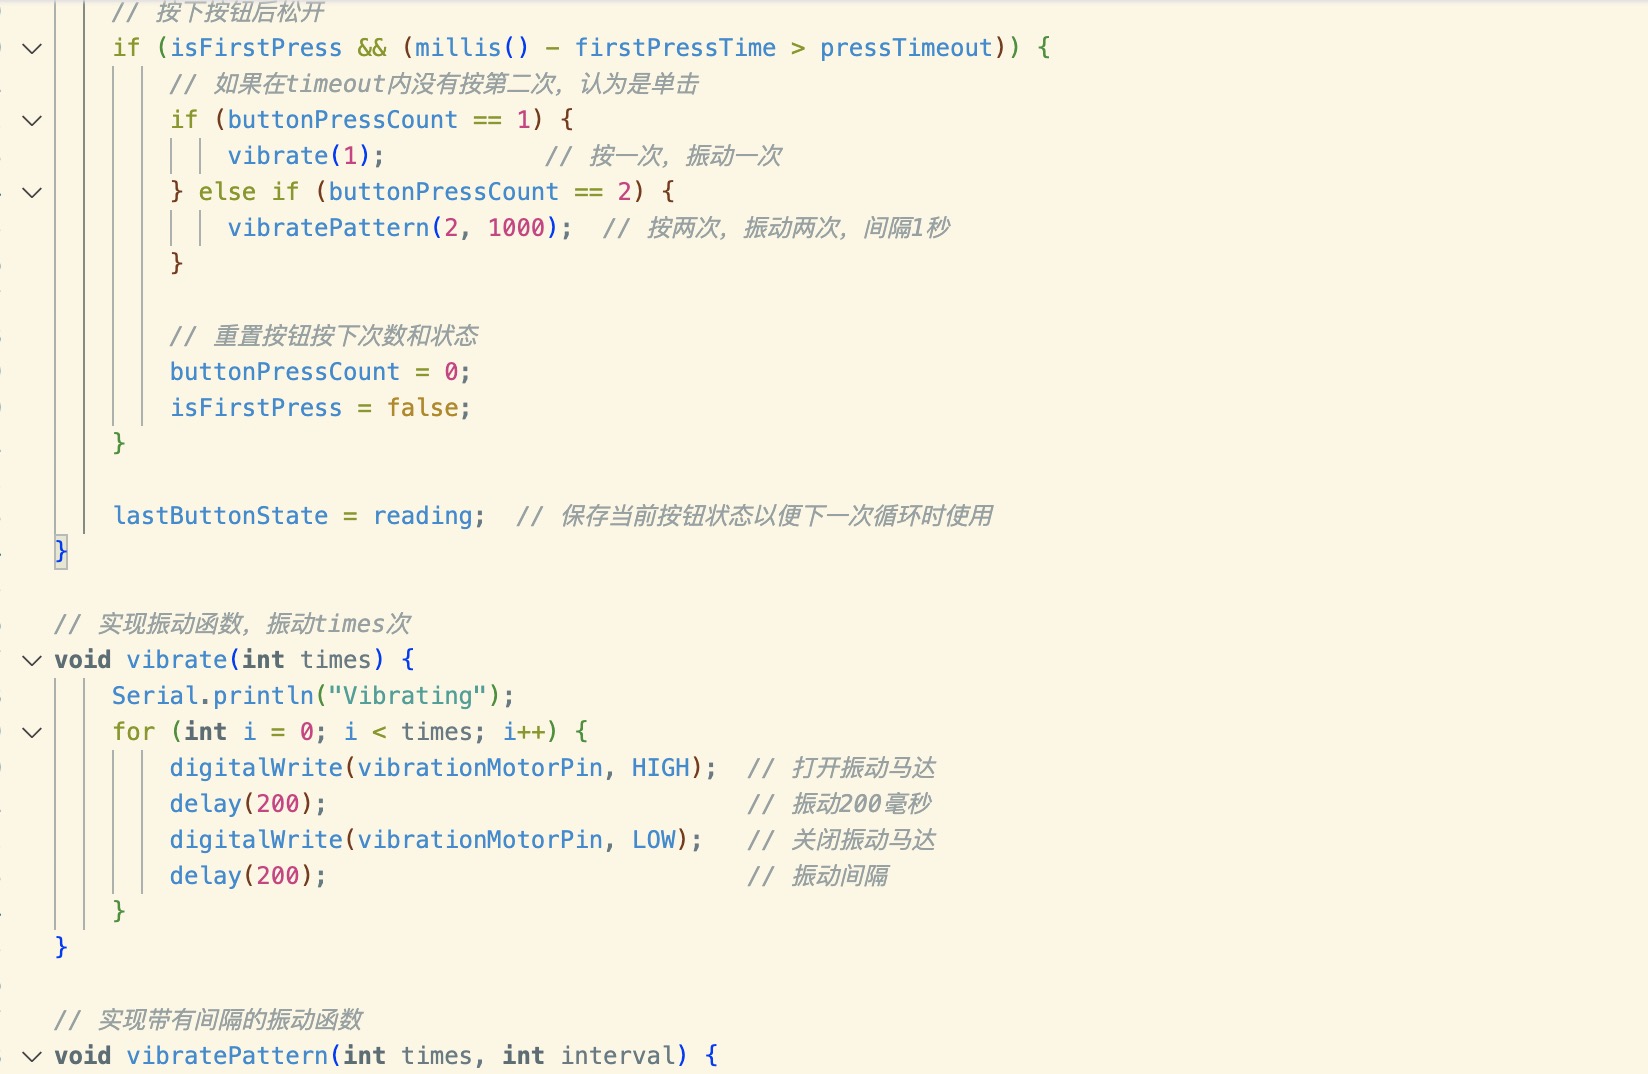 // 按下按钮后松开
if (isFirstPress && (millis() - firstPressTime > pressTimeout)) {
// 如果在timeout内没有按第二次，认为是单击
if (buttonPressCount == 1) {
vibrate(1);           // 按一次，振动一次
} else if (buttonPressCount == 2) {
vibratePattern(2, 1000);  // 按两次，振动两次，间隔1秒
}
// 重置按钮按下次数和状态
buttonPressCount = 0;
isFirstPress = false;
}
lastButtonState = reading;  // 保存当前按钮状态以便下一次循环时使用
}
// 实现振动函数，振动times次
void vibrate(int times) {
Serial.println("Vibrating");
for (int i = 0; i < times; i++) {
digitalWrite(vibrationMotorPin, HIGH);  // 打开振动马达
delay(200);                             // 振动200毫秒
digitalWrite(vibrationMotorPin, LOW);   // 关闭振动马达
delay(200);                             // 振动间隔
}
}
// 实现带有间隔的振动函数
void vibratePattern(int times, int interval) {